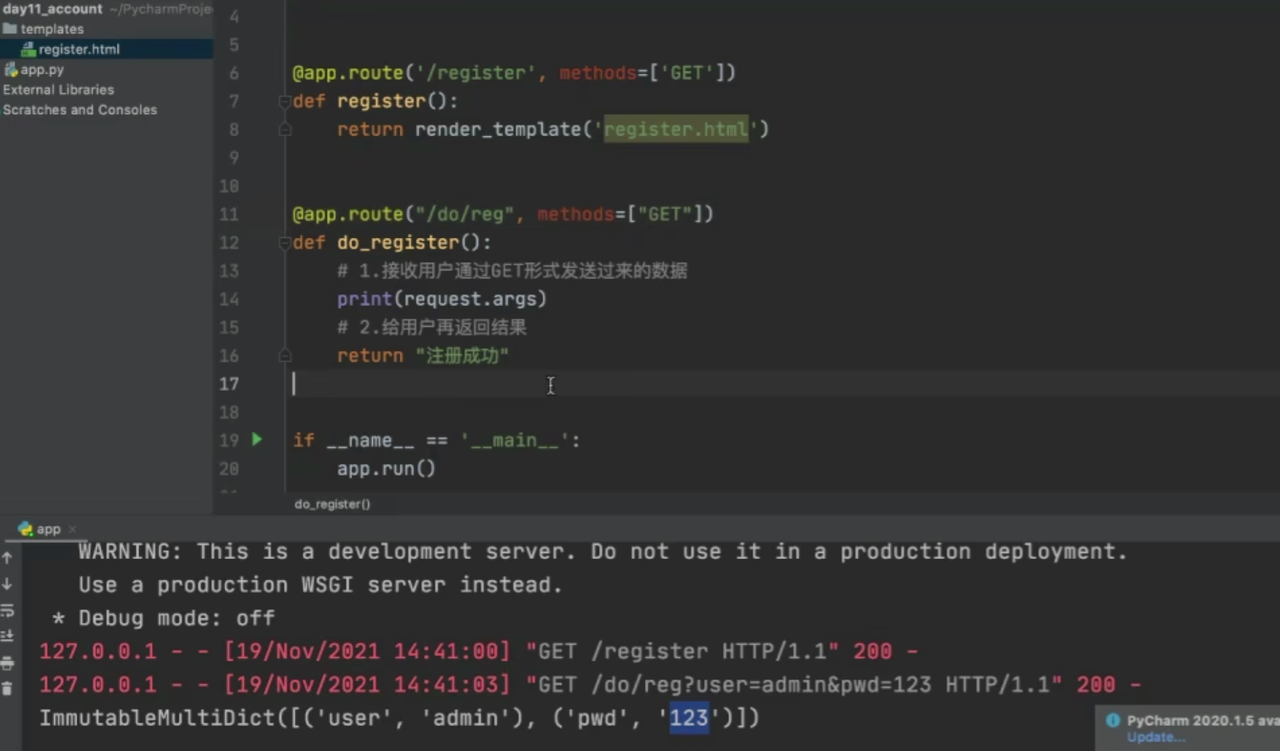 day11_account ~/PycharmProje
templates
register.html
app.py
External Libraries
Scratches and Consoles
4
5
6 @app.route('/register', methods=['GET'])
7 def register():
8 return render_template('register.html')
9
10
11 @app.route("/do/reg", methods=["GET"])
12 def do_register():
13 # 1.接收用户通过GET形式发送过来的数据
14 print(request.args)
15 # 2.给用户再返回结果
16 return "注册成功"
17
18
19 if __name__ == '__main__':
20 app.run()
do_register()
app ×
WARNING: This is a development server. Do not use it in a production deployment.
Use a production WSGI server instead.
* Debug mode: off
127.0.0.1 - - [19/Nov/2021 14:41:00] "GET /register HTTP/1.1" 200 -
127.0.0.1 - - [19/Nov/2021 14:41:03] "GET /do/reg?user=admin&pwd=123 HTTP/1.1" 200 -
ImmutableMultiDict([('user', 'admin'), ('pwd', '123')])
PyCharm 2020.1.5 ava
Update...